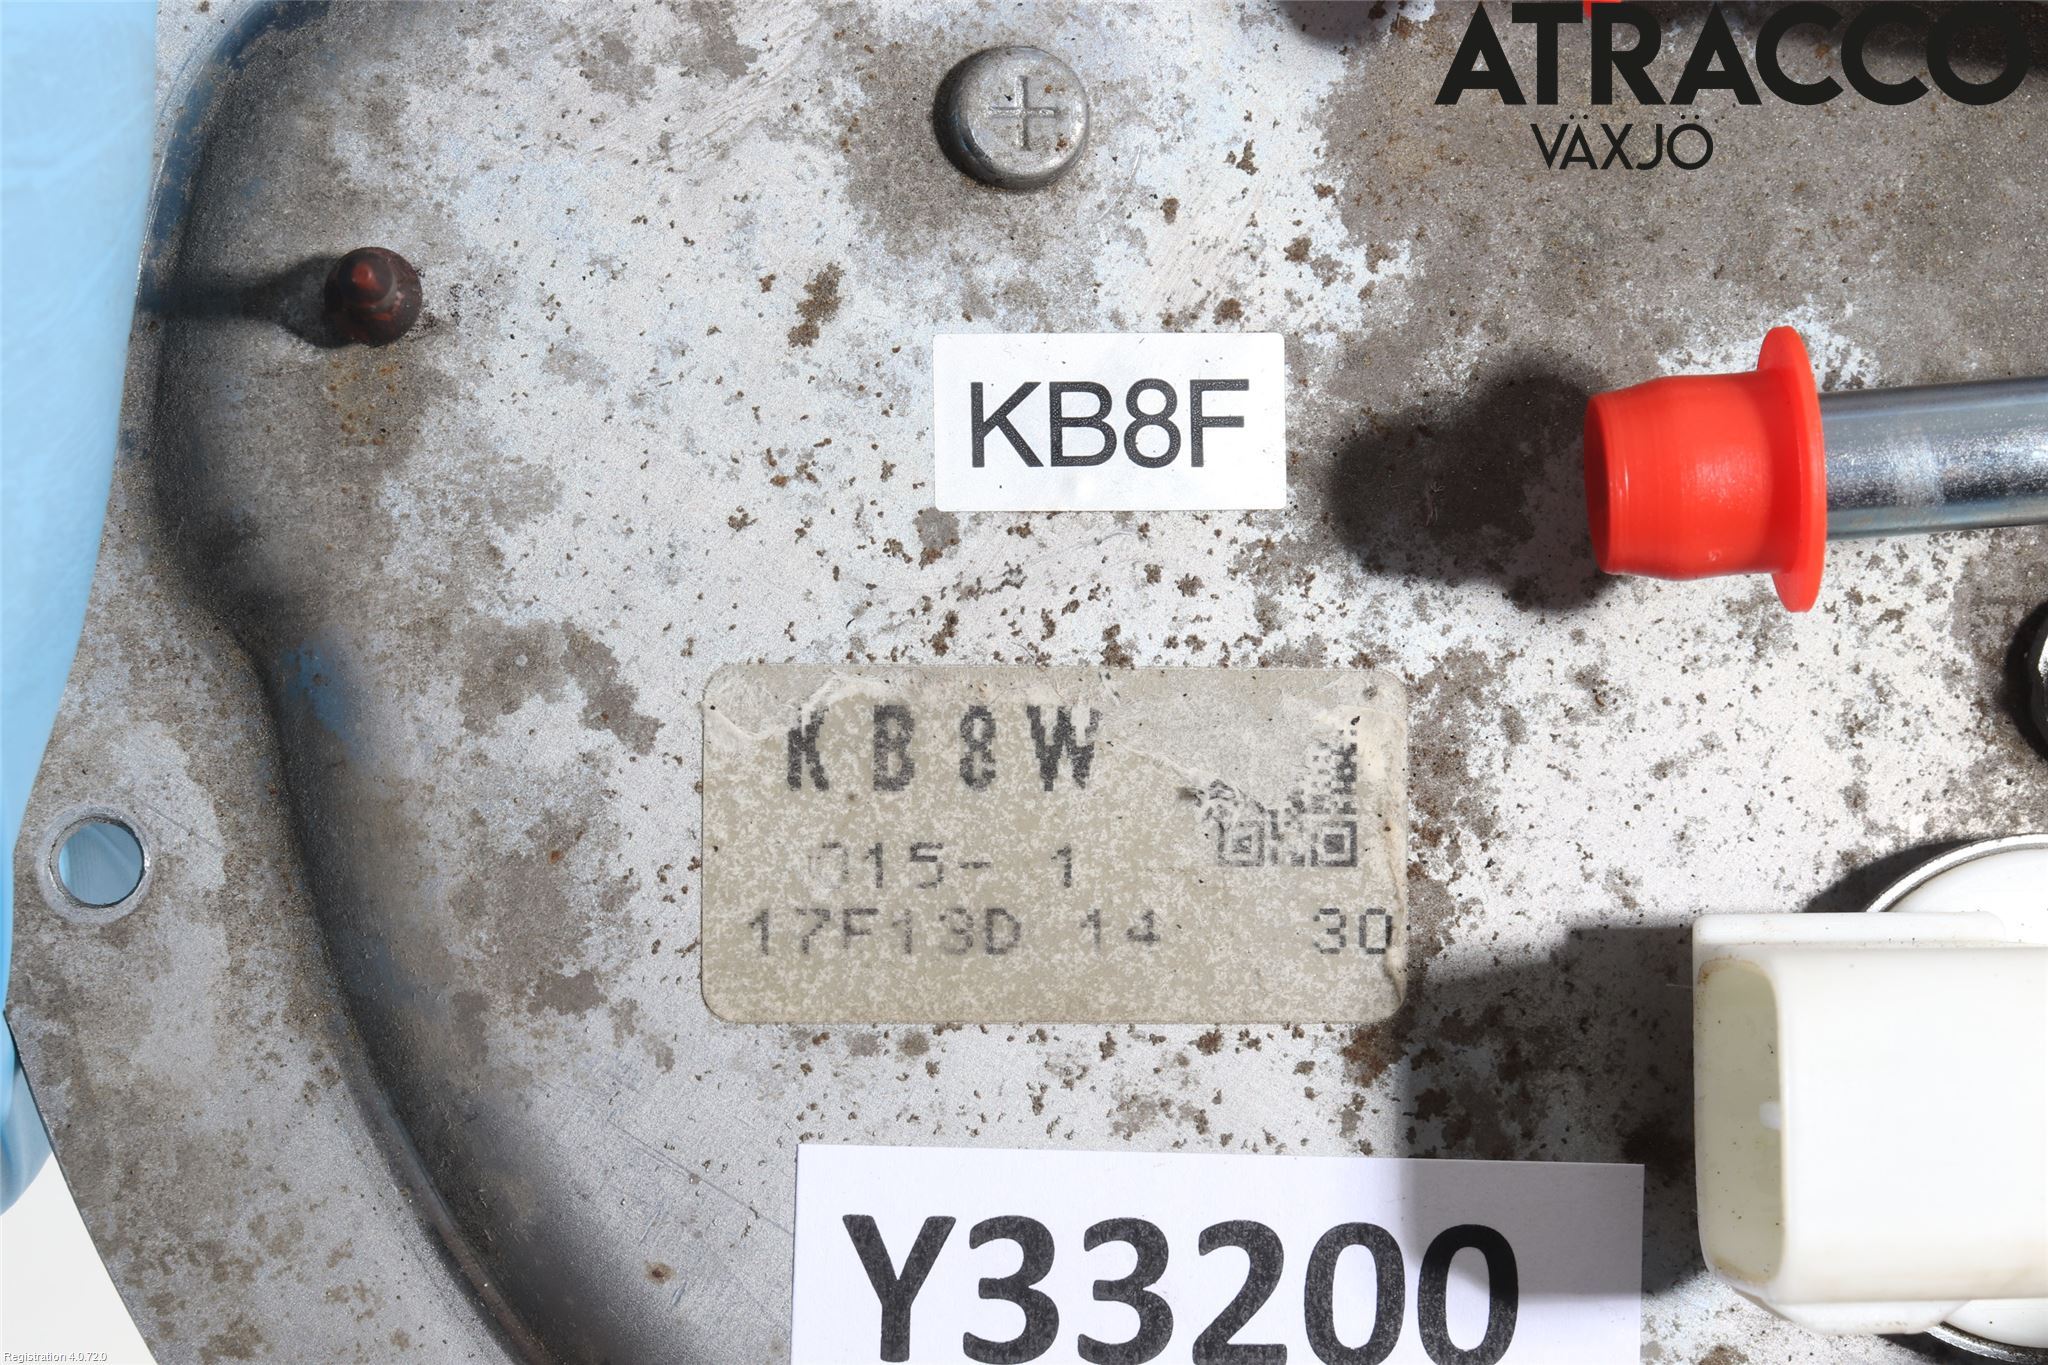 ATRACCO
VÄXJÖ
KB8F
KB8W
015- 1
17F13D 14 30
Y33200
Registration 4.0.72.0